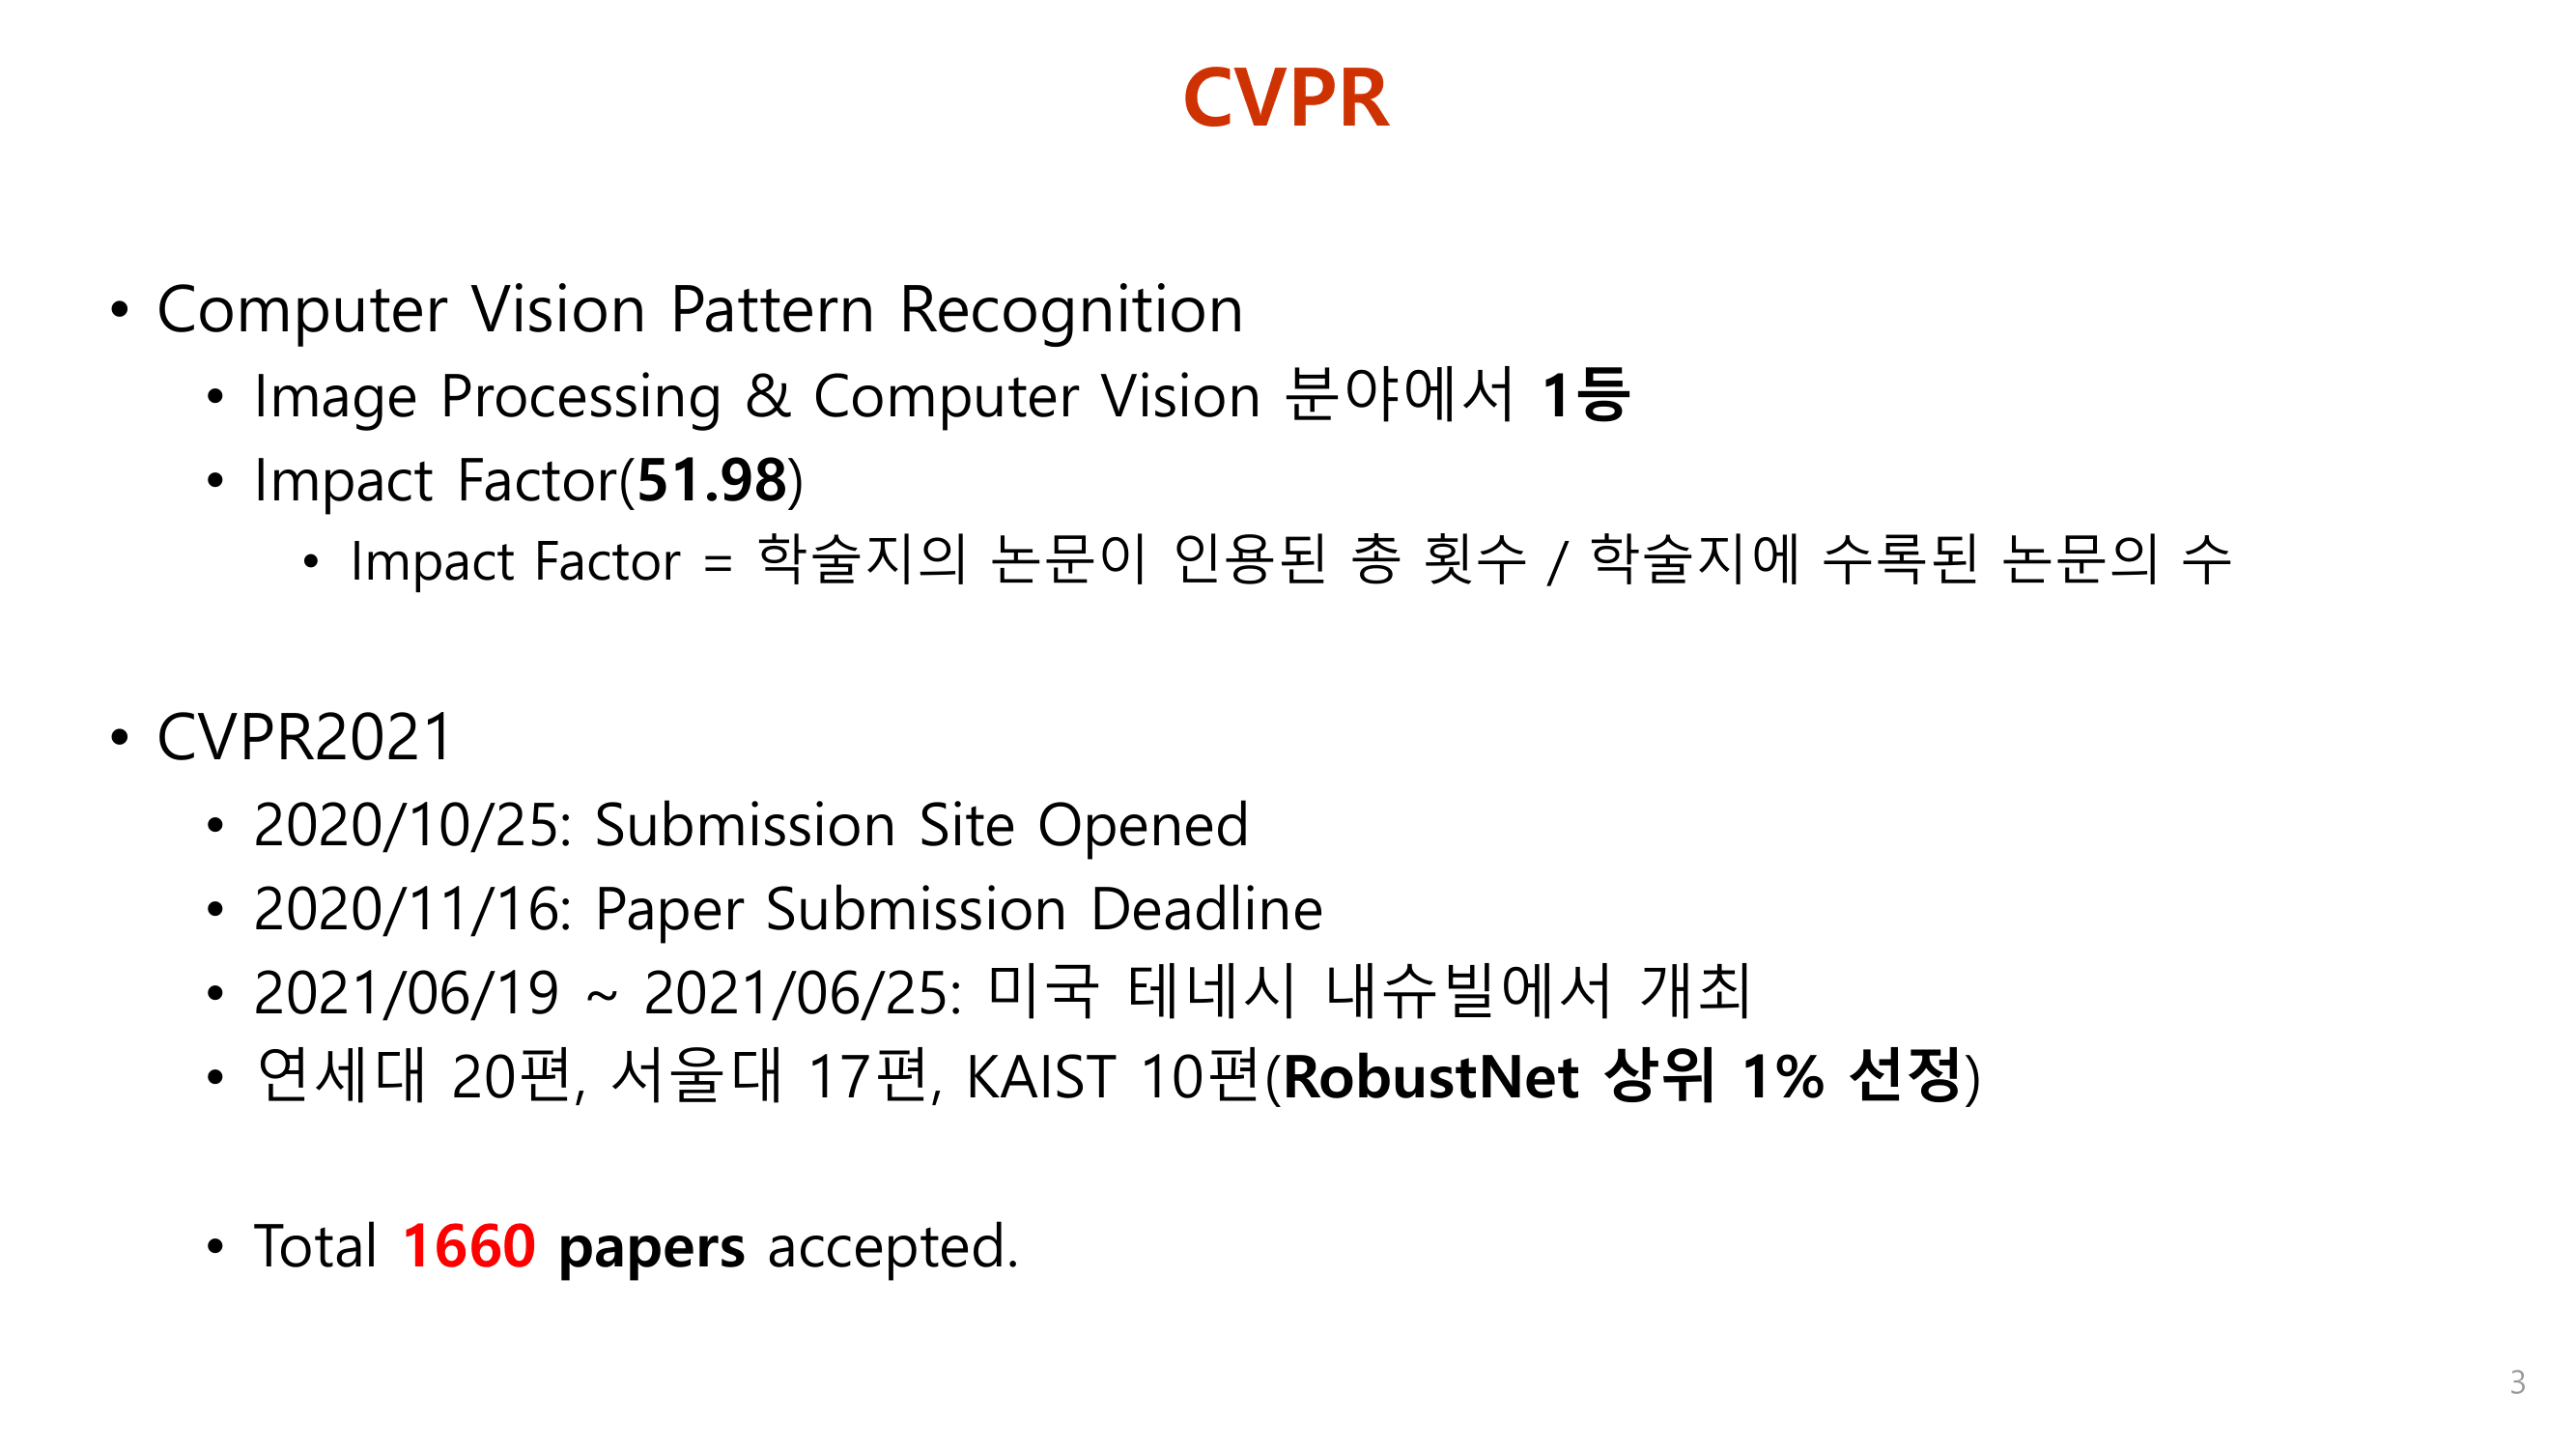 CVPR
• Computer Vision Pattern Recognition
• Image Processing & Computer Vision 분야에서 1등
• Impact Factor(51.98)
• Impact Factor = 학술지의 논문이 인용된 총 횟수 / 학술지에 수록된 논문의 수
• CVPR2021
• 2020/10/25: Submission Site Opened
• 2020/11/16: Paper Submission Deadline
• 2021/06/19 ~ 2021/06/25: 미국 테네시 내슈빌에서 개최
• 연세대 20편, 서울대 17편, KAIST 10편(RobustNet 상위 1% 선정)
• Total 1660 papers accepted.
3